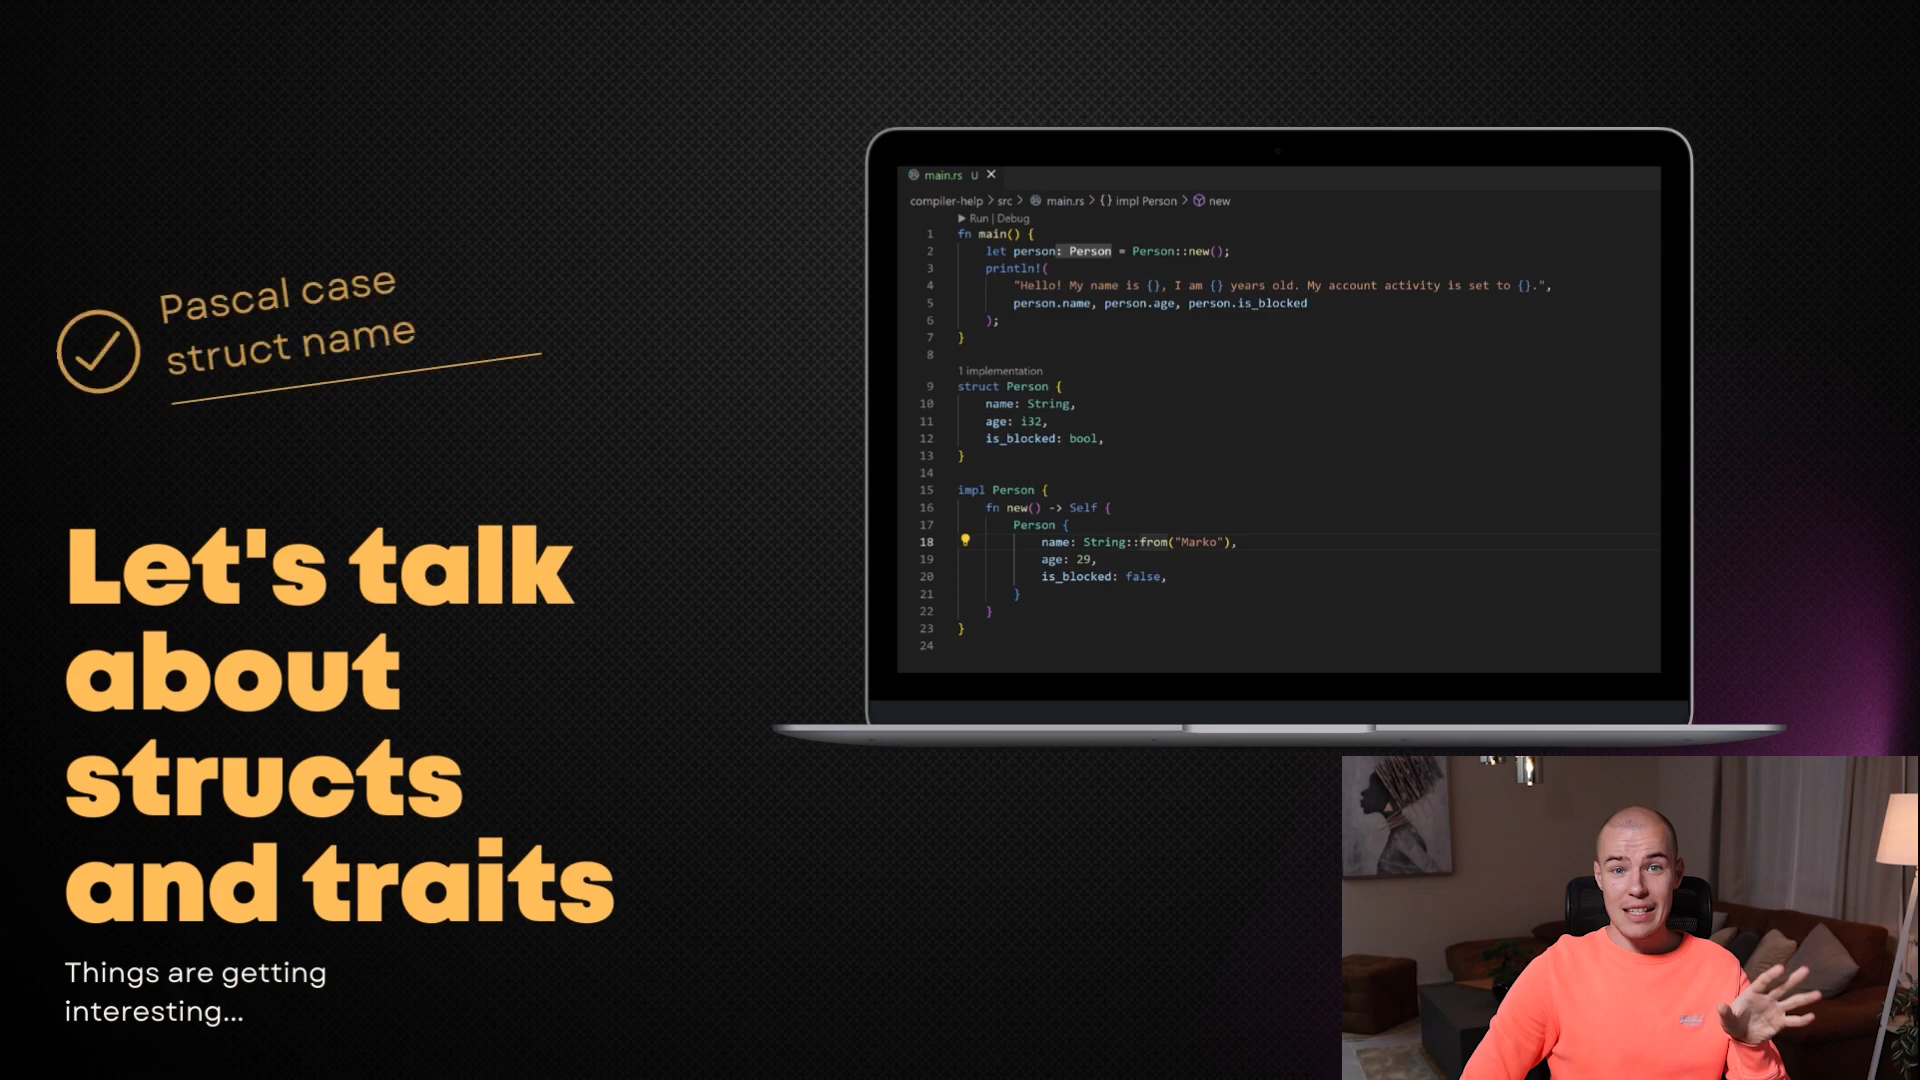 Pascal case
struct name
Let's talk
about
structs
and traits
Things are getting
interesting...
main.rs U
compiler-help > src > main.rs > {} impl Person > new
Run | Debug
1 fn main() {
2 let person: Person = Person::new();
3 println!(
4 "Hello! My name is {}, I am {} years old. My account activity is set to {}.",
5 person.name, person.age, person.is_blocked
6 );
7 }
8
1 implementation
9 struct Person {
10 name: String,
11 age: i32,
12 is_blocked: bool,
13 }
14
15 impl Person {
16 fn new() -> Self {
17 Person {
18 name: String::from("Marko"),
19 age: 29,
20 is_blocked: false,
21 }
22 }
23 }
24